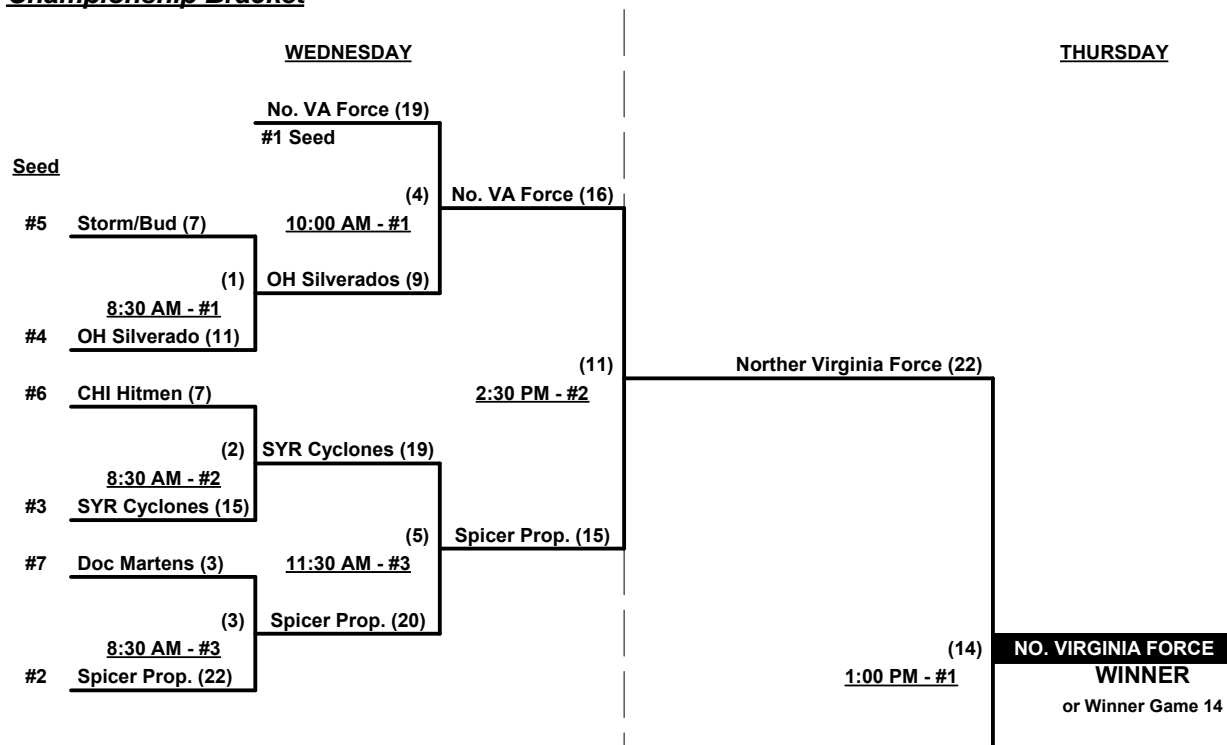 Championship Bracket
WEDNESDAY
THURSDAY
No. VA Force (19)
#1 Seed
Seed
(4)
No. VA Force (16)
#5
Storm/Bud (7)
10:00 AM - #1
(1)
OH Silverados (9)
8:30 AM - #1
#4
OH Silverado (11)
(11)
Norther Virginia Force (22)
#6
CHI Hitmen (7)
2:30 PM - #2
(2)
SYR Cyclones (19)
8:30 AM - #2
#3
SYR Cyclones (15)
(5)
Spicer Prop. (15)
#7
Doc Martens (3)
11:30 AM - #3
(3)
Spicer Prop. (20)
8:30 AM - #3
(14)
NO. VIRGINIA FORCE
#2
Spicer Prop. (22)
1:00 PM - #1
WINNER
or Winner Game 14